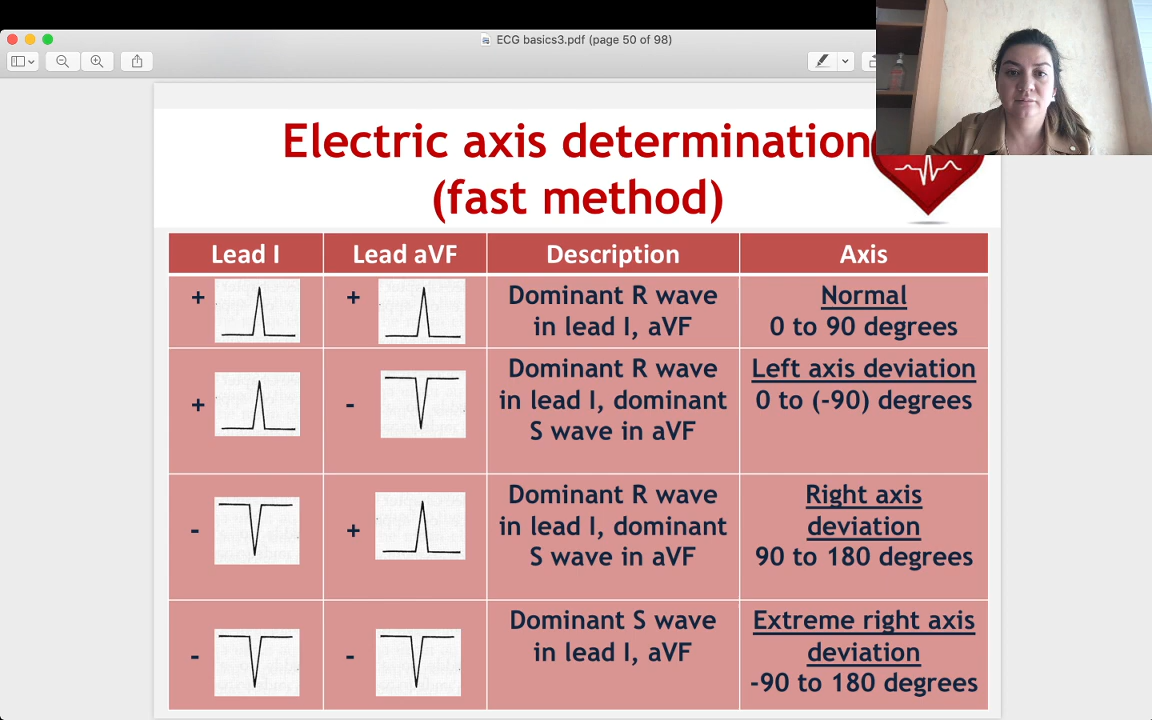 ECG basics3.pdf (page 50 of 98)
Electric axis determination
(fast method)
Lead I Lead aVF Description Axis
+ + Dominant R wave Normal
in lead I, aVF 0 to 90 degrees
Dominant R wave Left axis deviation
+ - in lead I, dominant 0 to (-90) degrees
S wave in aVF
Dominant R wave Right axis
- + in lead I, dominant deviation
S wave in aVF 90 to 180 degrees
Dominant S wave Extreme right axis
- - in lead I, aVF deviation
-90 to 180 degrees